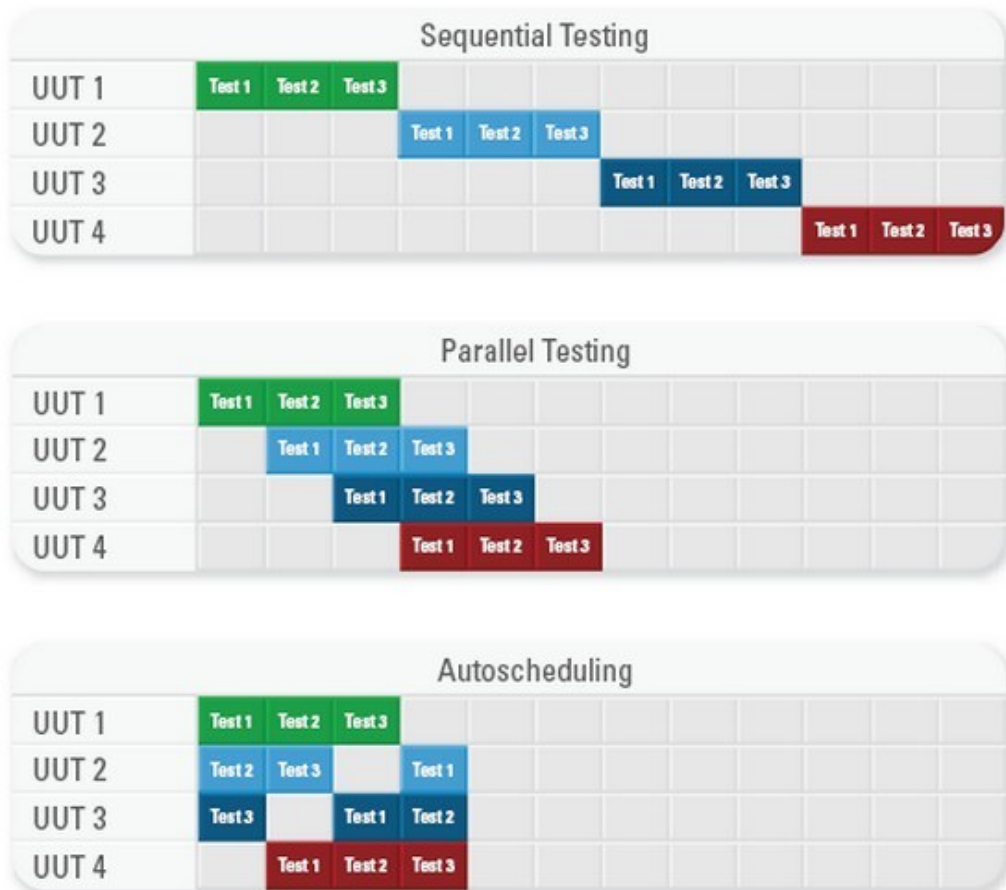 Sequential Testing
UUT 1 Test 1 Test 2 Test 3
UUT 2 Test 1 Test 2 Test 3
UUT 3 Test 1 Test 2 Test 3
UUT 4 Test 1 Test 2 Test 3
Parallel Testing
UUT 1 Test 1 Test 2 Test 3
UUT 2 Test 1 Test 2 Test 3
UUT 3 Test 1 Test 2 Test 3
UUT 4 Test 1 Test 2 Test 3
Autoscheduling
UUT 1 Test 1 Test 2 Test 3
UUT 2 Test 2 Test 3 Test 1
UUT 3 Test 3 Test 1 Test 2
UUT 4 Test 1 Test 2 Test 3